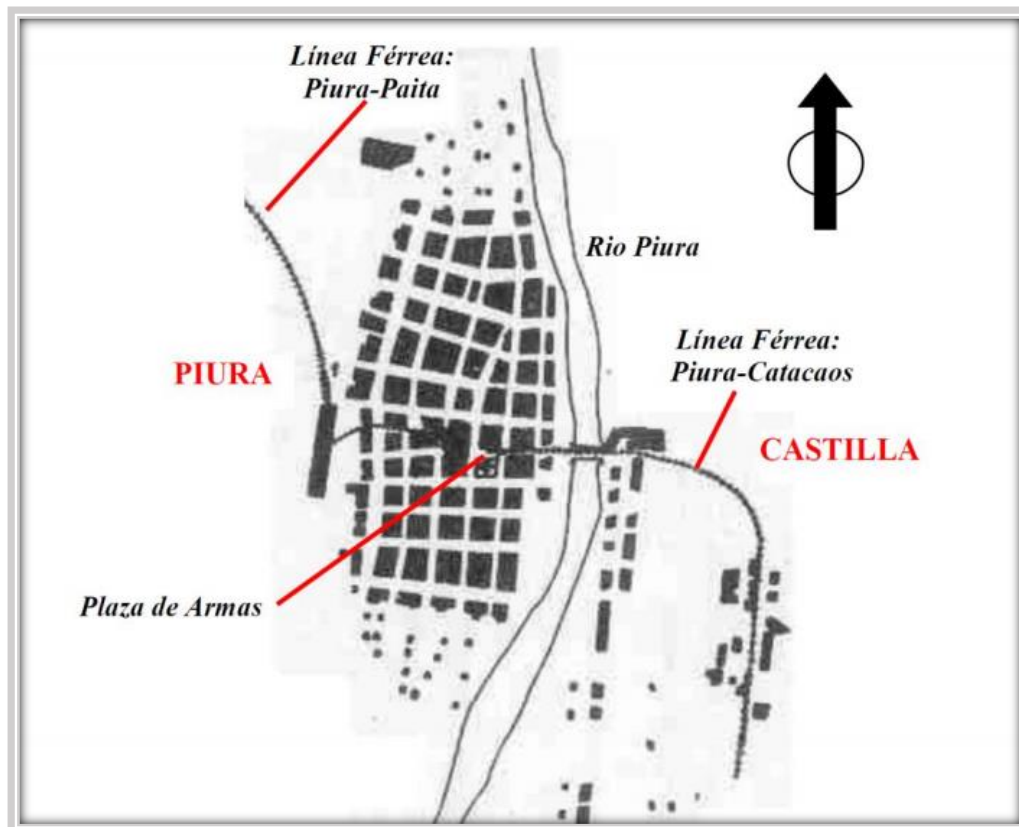 Línea Férrea:
Piura-Paita
Rio Piura
Línea Férrea:
Piura-Catacaos
PIURA
CASTILLA
Plaza de Armas